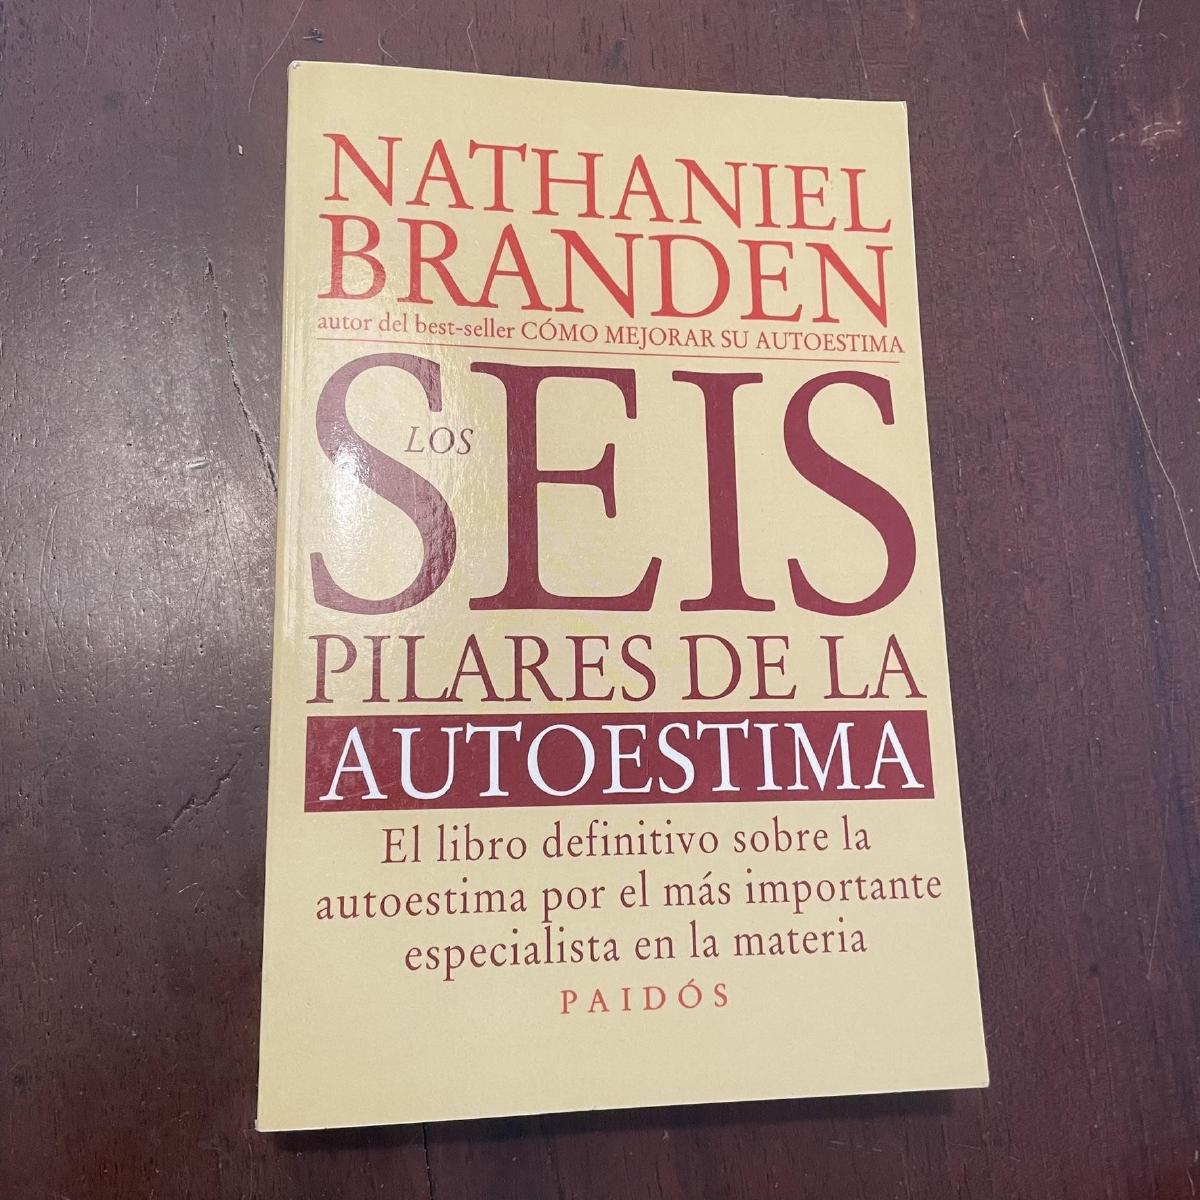 NATHANIEL
BRANDEN
autor del best-seller CÓMO MEJORAR SU AUTOESTIMA
LOS
SEIS
PILARES DE LA
AUTOESTIMA
El libro definitivo sobre la
autoestima por el más importante
especialista en la materia
PAIDÓS